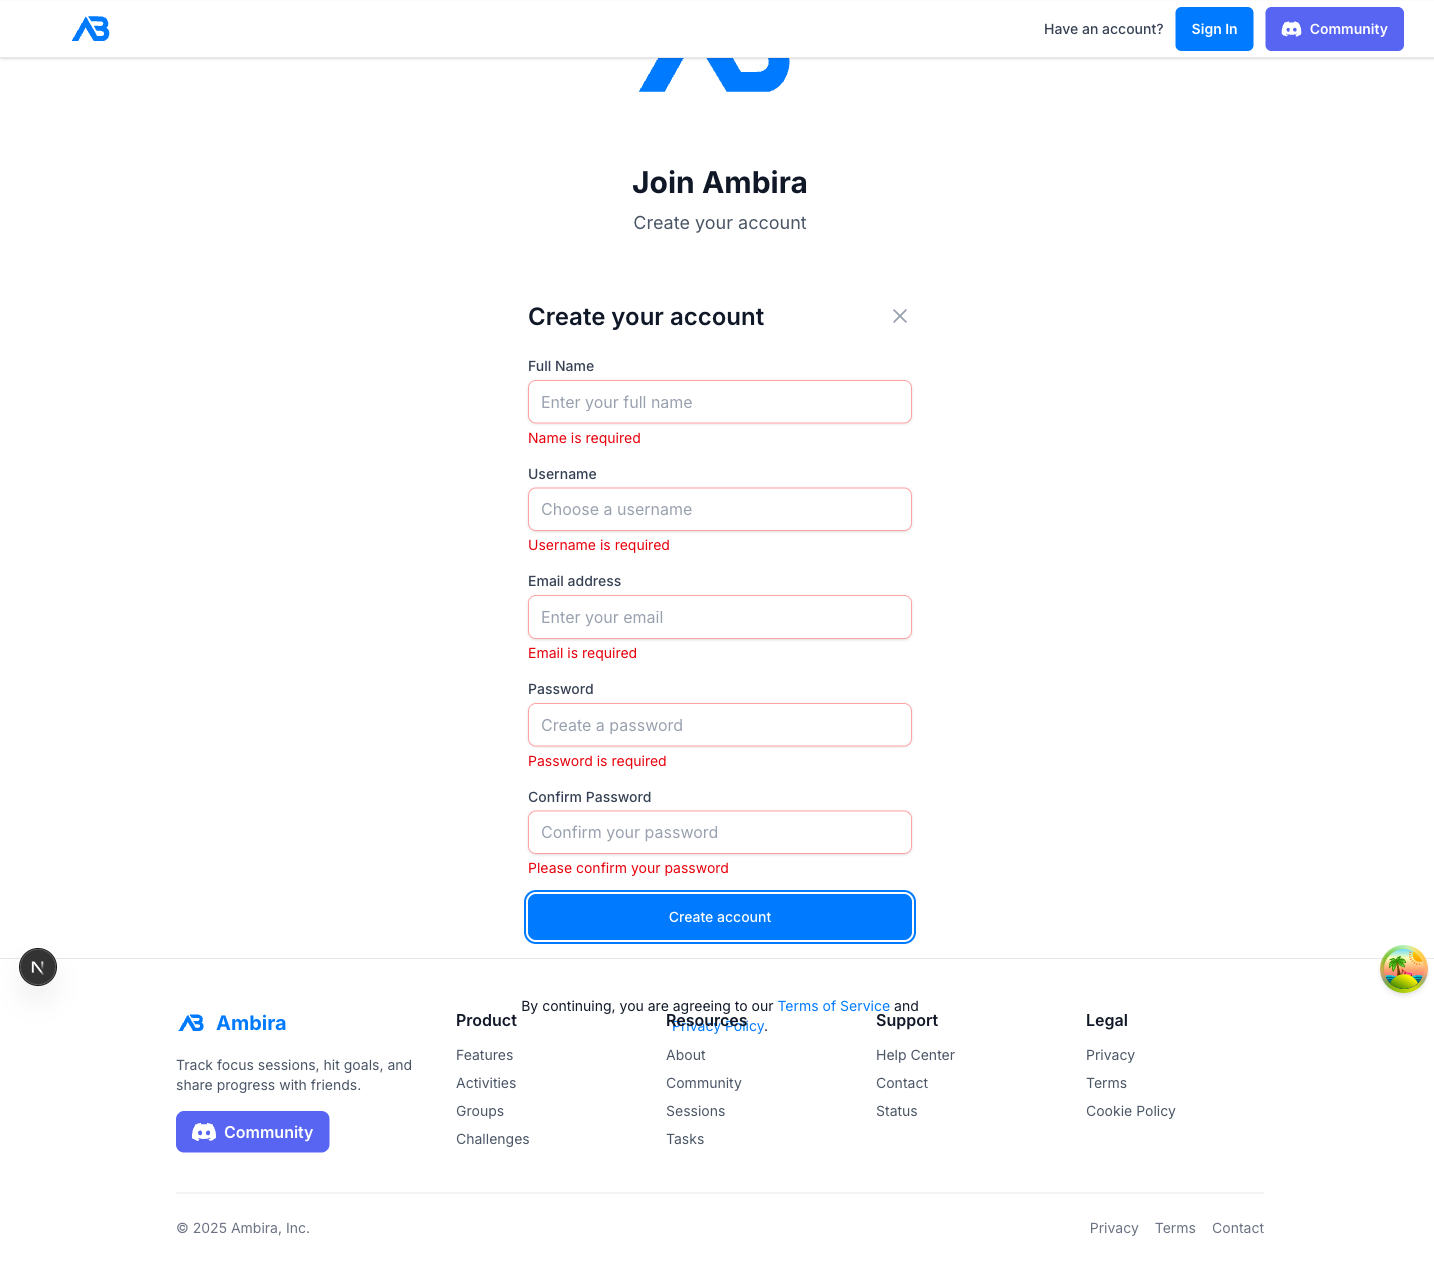 Have an account?
Sign In
Community
Join Ambira
Create your account
Create your account
Full Name
Enter your full name
Name is required
Username
Choose a username
Username is required
Email address
Enter your email
Email is required
Password
Create a password
Password is required
Confirm Password
Confirm your password
Please confirm your password
Create account
By continuing, you are agreeing to our Terms of Service and
Privacy Policy.
Ambira
Track focus sessions, hit goals, and
share progress with friends.
Community
Product
Features
Activities
Groups
Challenges
Resources
About
Community
Sessions
Tasks
Support
Help Center
Contact
Status
Legal
Privacy
Terms
Cookie Policy
© 2025 Ambira, Inc.
Privacy
Terms
Contact